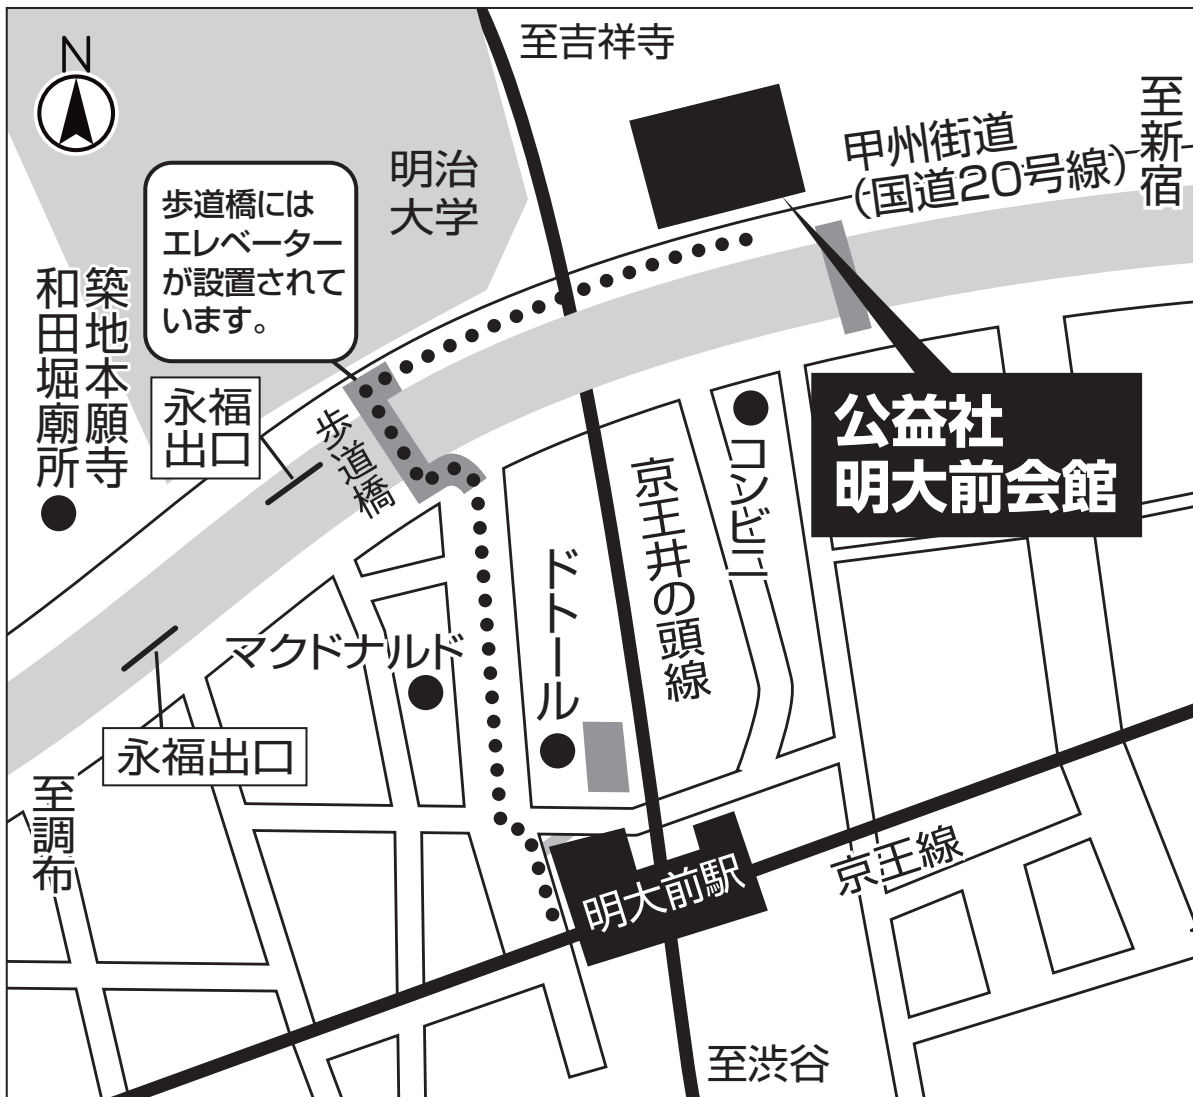 N
至吉祥寺
至新宿
甲州街道
（国道20号線）
明治
大学
歩道橋には
エレベーター
が設置されて
います。
築地本願寺
和田堀廟所
永福
出口
歩道橋
公益社
明大前会館
コンビニ
京王井の頭線
ドトール
マクドナルド
永福出口
至調布
京王線
明大前駅
至渋谷